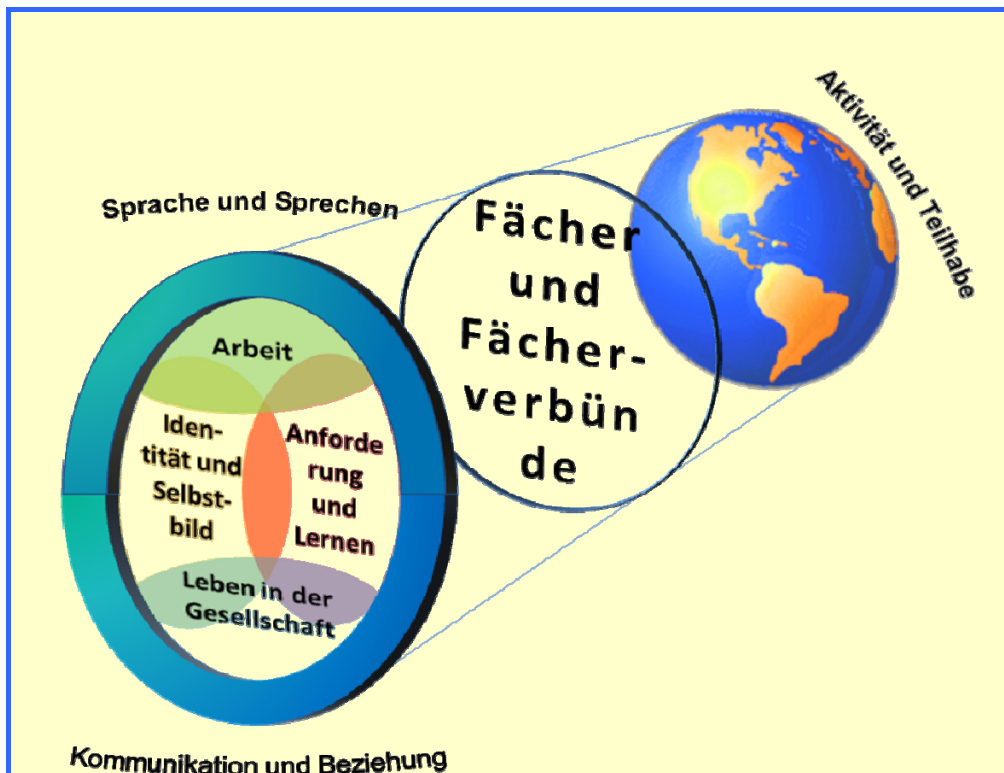 Aktivität und Teilhabe
Sprache und Sprechen
Fächer
und
Fächer-
verbün
de
Arbeit
Iden-
tität und
Selbst-
bild
Anforde
rung
und
Lernen
Leben in der
Gesellschaft
Kommunikation und Beziehung